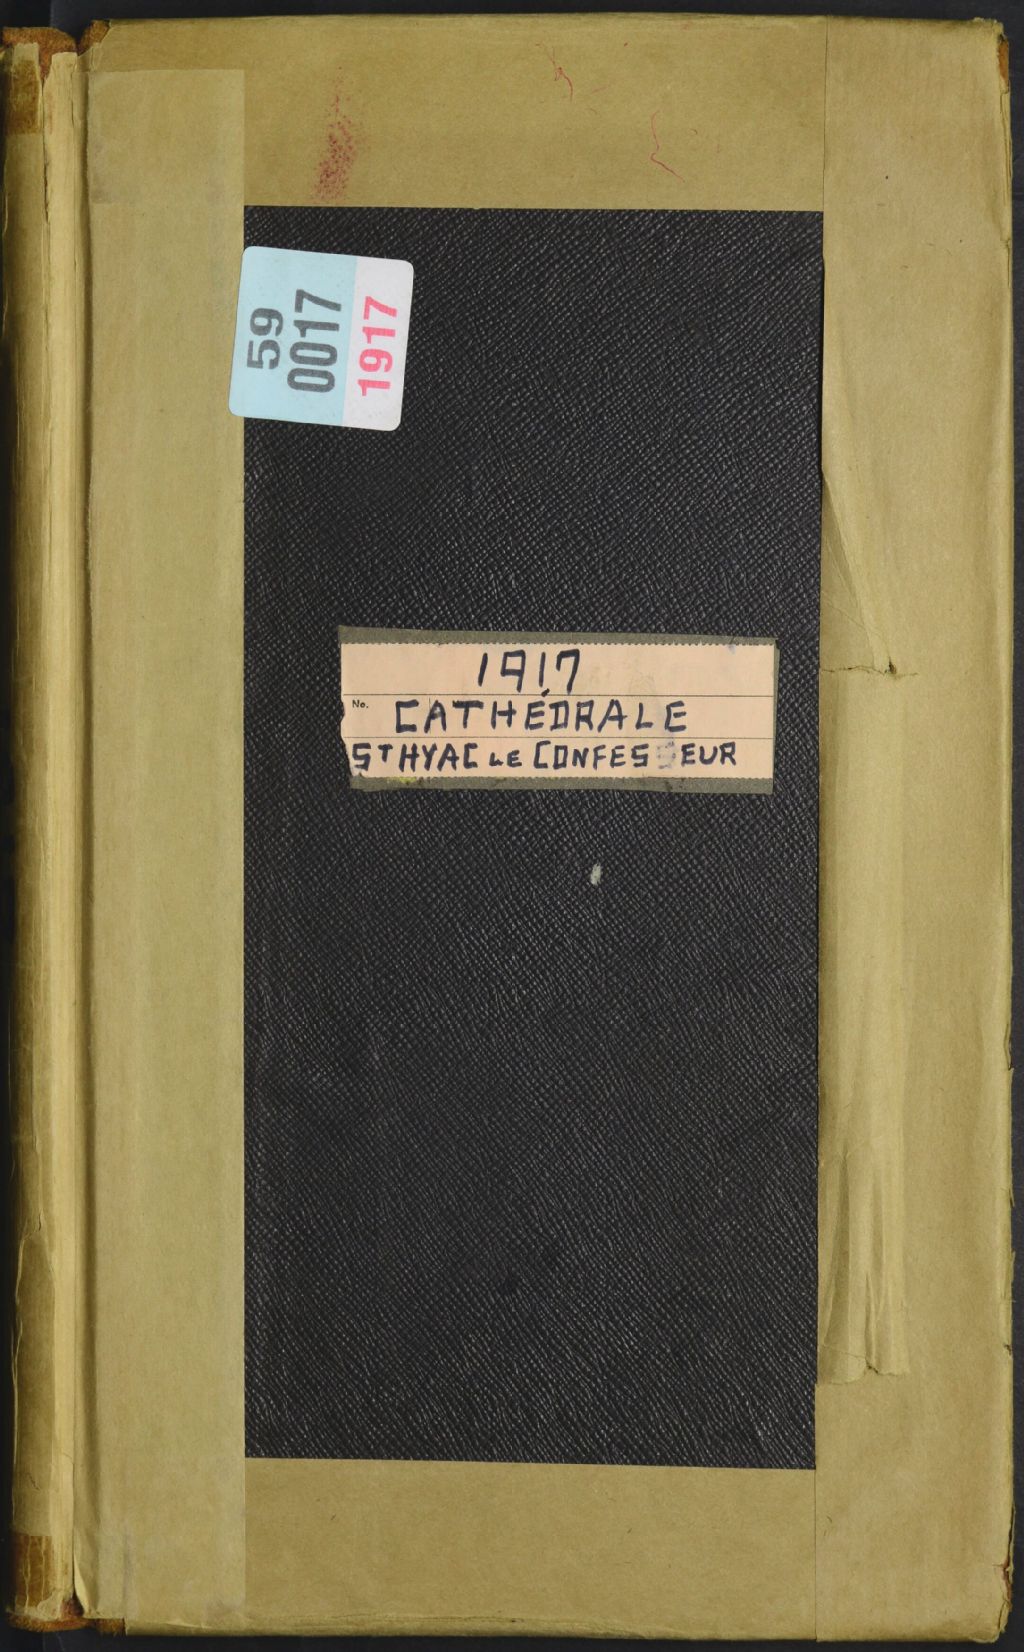 59
0017
1917
1917
No. CATHÉDRALE
ST HYAC LE CONFESSEUR